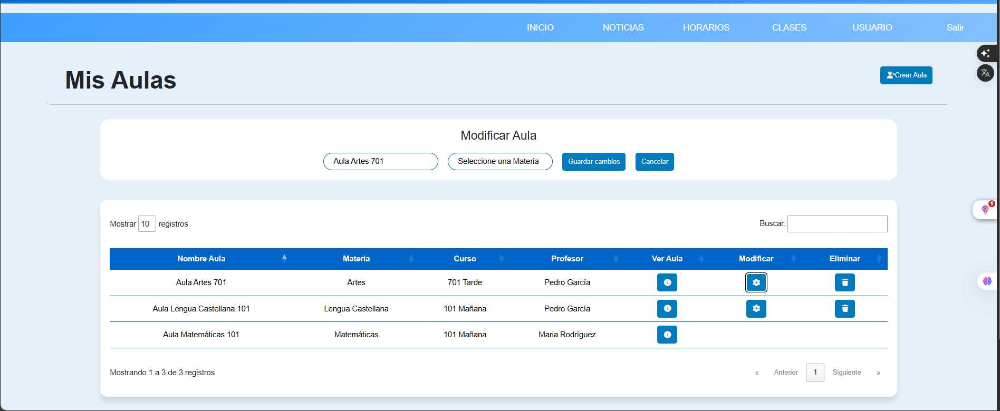 INICIO NOTICIAS HORARIOS CLASES USUARIO Salir
Mis Aulas
Crear Aula
Modificar Aula
Aula Artes 701 Seleccione una Materia Guardar cambios Cancelar
1
Mostrar 10 registros Buscar:
Nombre Aula Materia Curso Profesor Ver Aula Modificar Eliminar
Aula Artes 701 Artes 701 Tarde Pedro García
Aula Lengua Castellana 101 Lengua Castellana 101 Mañana Pedro García
Aula Matemáticas 101 Matemáticas 101 Mañana Maria Rodríguez
Mostrando 1 a 3 de 3 registros « Anterior 1 Siguiente »